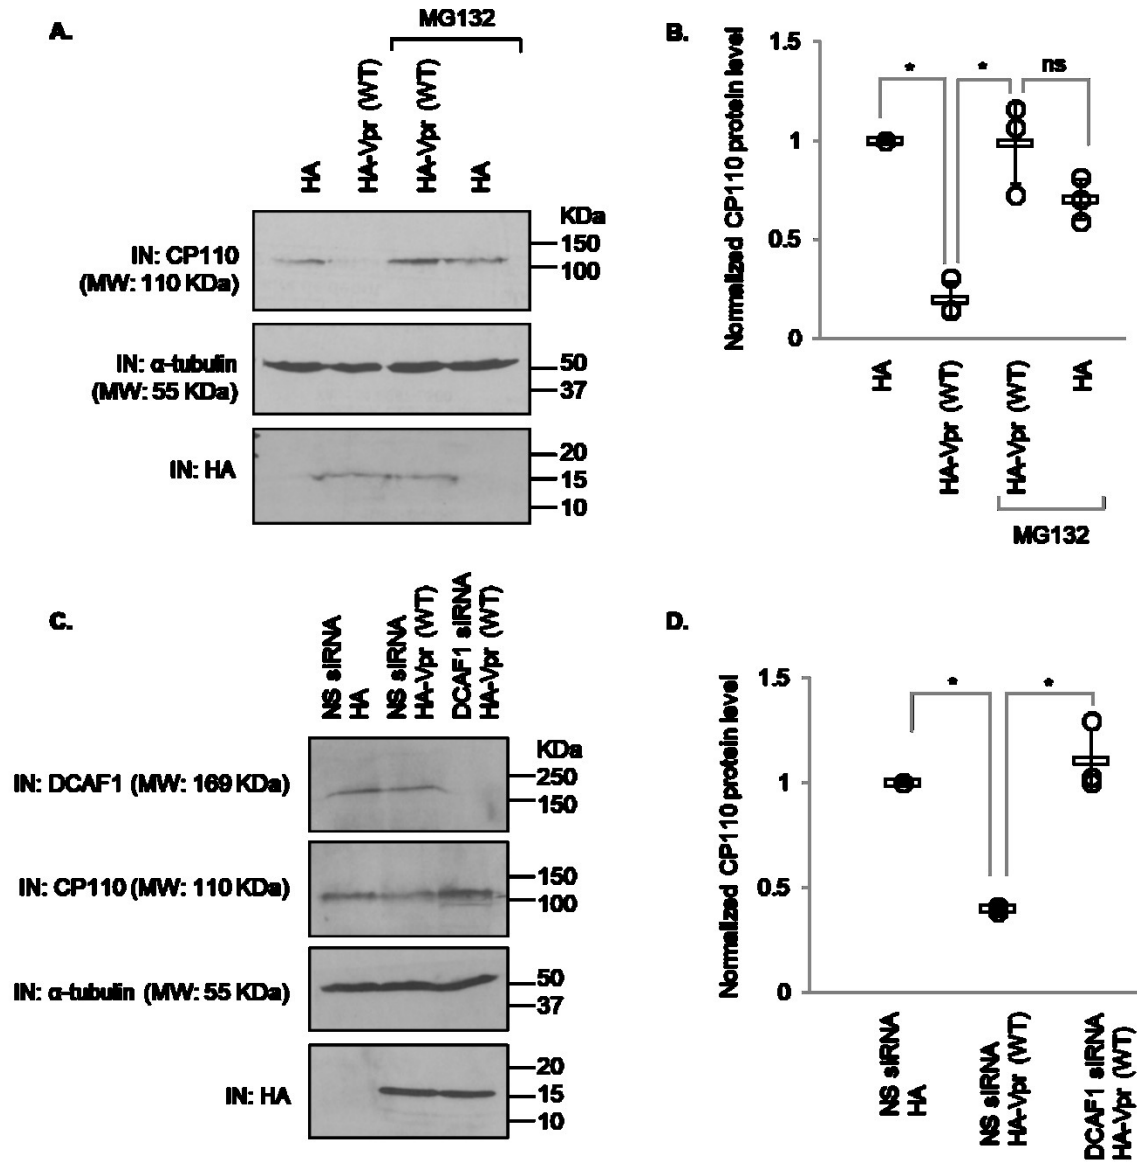 A.
MG132
HA
HA-Vpr (WT)
HA-Vpr (WT)
HA
KDa
IN: CP110
(MW: 110 KDa)
150
100
IN: α-tubulin
(MW: 55 KDa)
50
37
IN: HA
20
15
10
B.
Normalized CP110 protein level
1.5
1
0.5
0
*
*
ns
HA
HA-Vpr (WT)
HA-Vpr (WT)
HA
MG132
C.
NS siRNA
HA
NS siRNA
HA-Vpr (WT)
DCAF1 siRNA
HA-Vpr (WT)
KDa
IN: DCAF1 (MW: 169 KDa)
250
150
IN: CP110 (MW: 110 KDa)
150
100
IN: α-tubulin (MW: 55 KDa)
50
37
IN: HA
20
15
10
D.
Normalized CP110 protein level
1.5
1
0.5
0
*
*
NS siRNA
HA
NS siRNA
HA-Vpr (WT)
DCAF1 siRNA
HA-Vpr (WT)